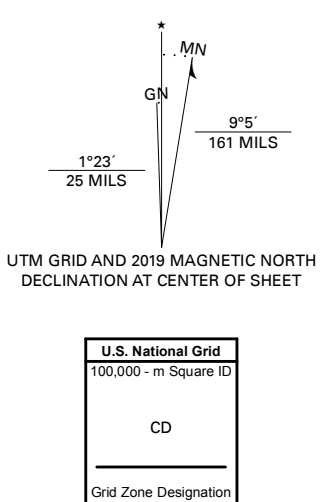 ★
MN
GN
9°5´
161 MILS
1°23´
25 MILS
UTM GRID AND 2019 MAGNETIC NORTH
DECLINATION AT CENTER OF SHEET
U.S. National Grid
100,000 - m Square ID
CD
Grid Zone Designation